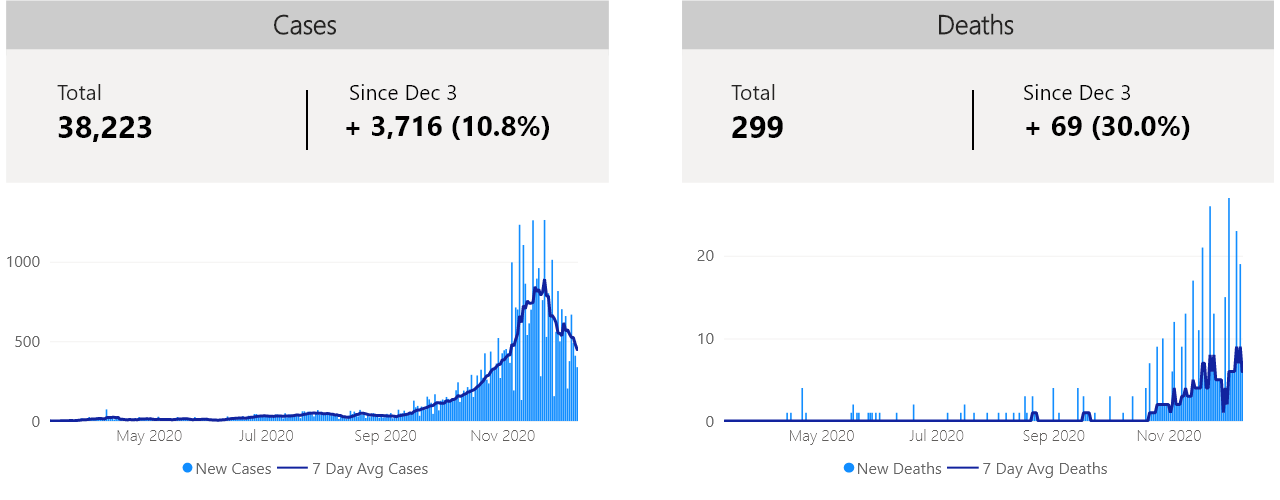 Cases
Total
38,223
Since Dec 3
+ 3,716 (10.8%)
1000
500
0
May 2020
Jul 2020
Sep 2020
Nov 2020
New Cases
7 Day Avg Cases
Deaths
Total
299
Since Dec 3
+ 69 (30.0%)
20
10
0
May 2020
Jul 2020
Sep 2020
Nov 2020
New Deaths
7 Day Avg Deaths